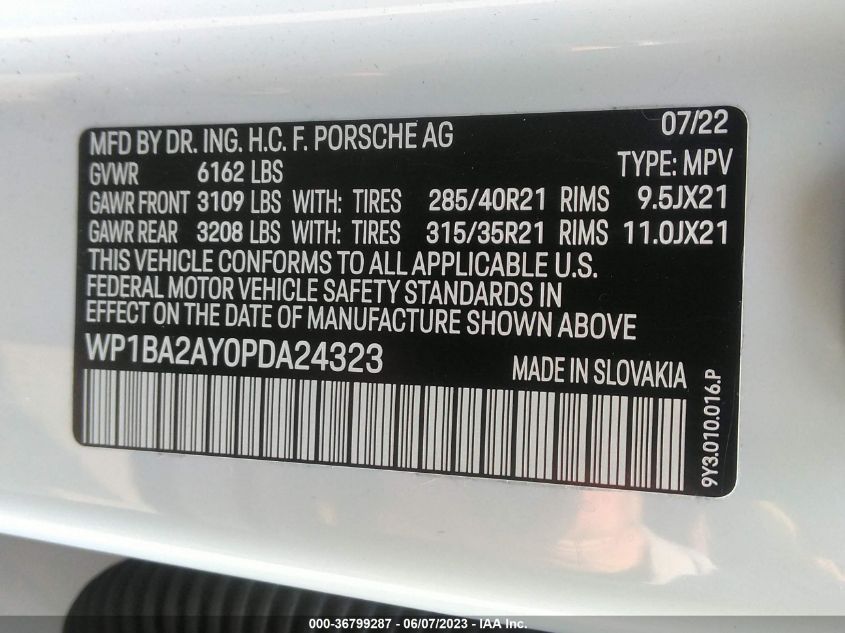 MFD BY DR. ING. H.C. F. PORSCHE AG 07/22
GVWR 6162 LBS TYPE: MPV
GAWR FRONT 3109 LBS WITH: TIRES 285/40R21 RIMS 9.5JX21
GAWR REAR 3208 LBS WITH: TIRES 315/35R21 RIMS 11.0JX21
THIS VEHICLE CONFORMS TO ALL APPLICABLE U.S.
FEDERAL MOTOR VEHICLE SAFETY STANDARDS IN
EFFECT ON THE DATE OF MANUFACTURE SHOWN ABOVE
WP1BA2AY0PDA24323 MADE IN SLOVAKIA
9Y3.010.016.P
000-36799287 - 06/07/2023 - IAA Inc.